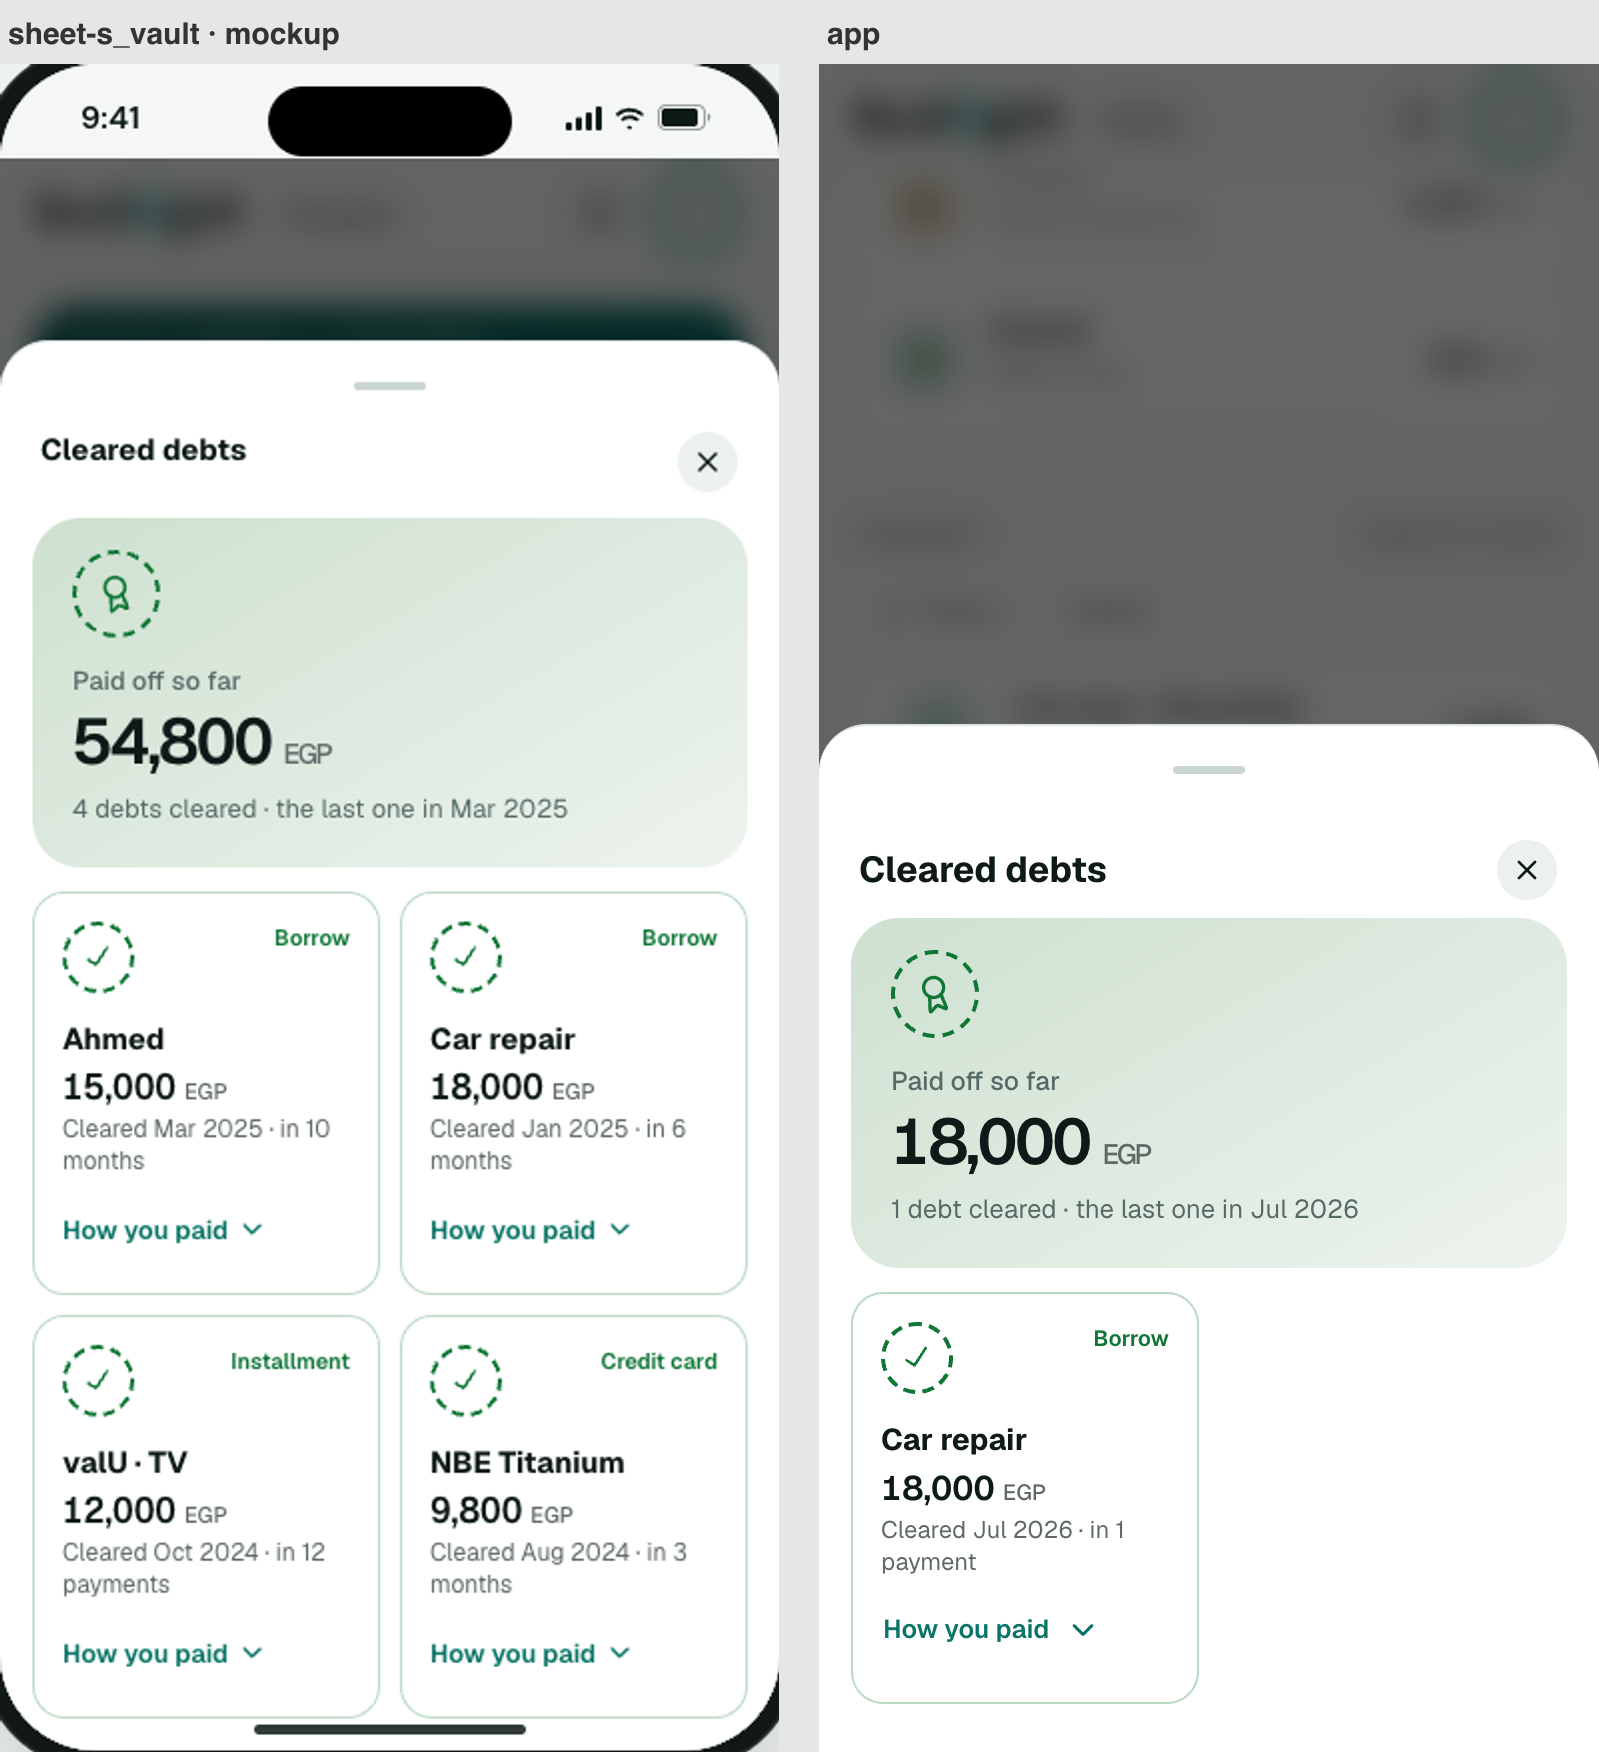 sheet-s_vault · mockup
9:41
Cleared debts
Paid off so far
54,800 EGP
4 debts cleared · the last one in Mar 2025
Borrow
Ahmed
15,000 EGP
Cleared Mar 2025 · in 10
months
How you paid
Borrow
Car repair
18,000 EGP
Cleared Jan 2025 · in 6
months
How you paid
Installment
valU · TV
12,000 EGP
Cleared Oct 2024 · in 12
payments
How you paid
Credit card
NBE Titanium
9,800 EGP
Cleared Aug 2024 · in 3
months
How you paid
app
Cleared debts
Paid off so far
18,000 EGP
1 debt cleared · the last one in Jul 2026
Borrow
Car repair
18,000 EGP
Cleared Jul 2026 · in 1
payment
How you paid